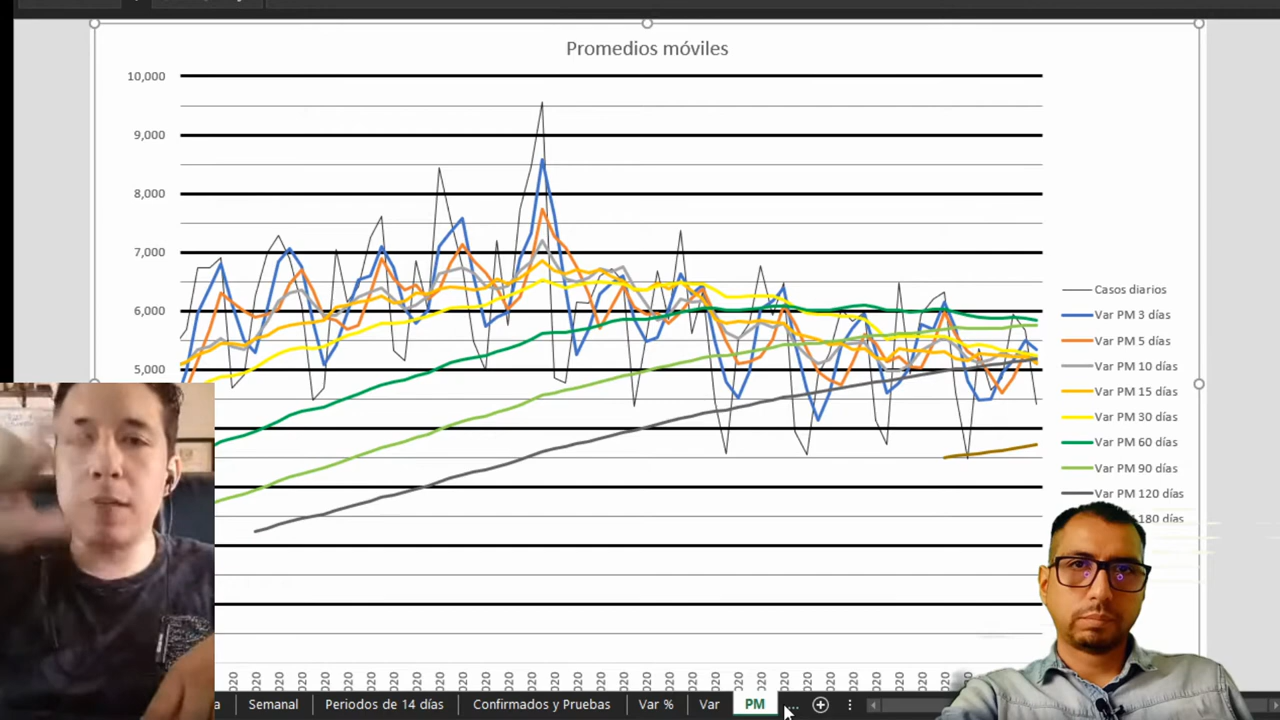 Promedios móviles
10,000
9,000
8,000
7,000
6,000
5,000
Casos diarios
Var PM 3 días
Var PM 5 días
Var PM 10 días
Var PM 15 días
Var PM 30 días
Var PM 60 días
Var PM 90 días
Var PM 120 días
180 días
Semanal
Periodos de 14 días
Confirmados y Pruebas
Var %
Var
PM
...